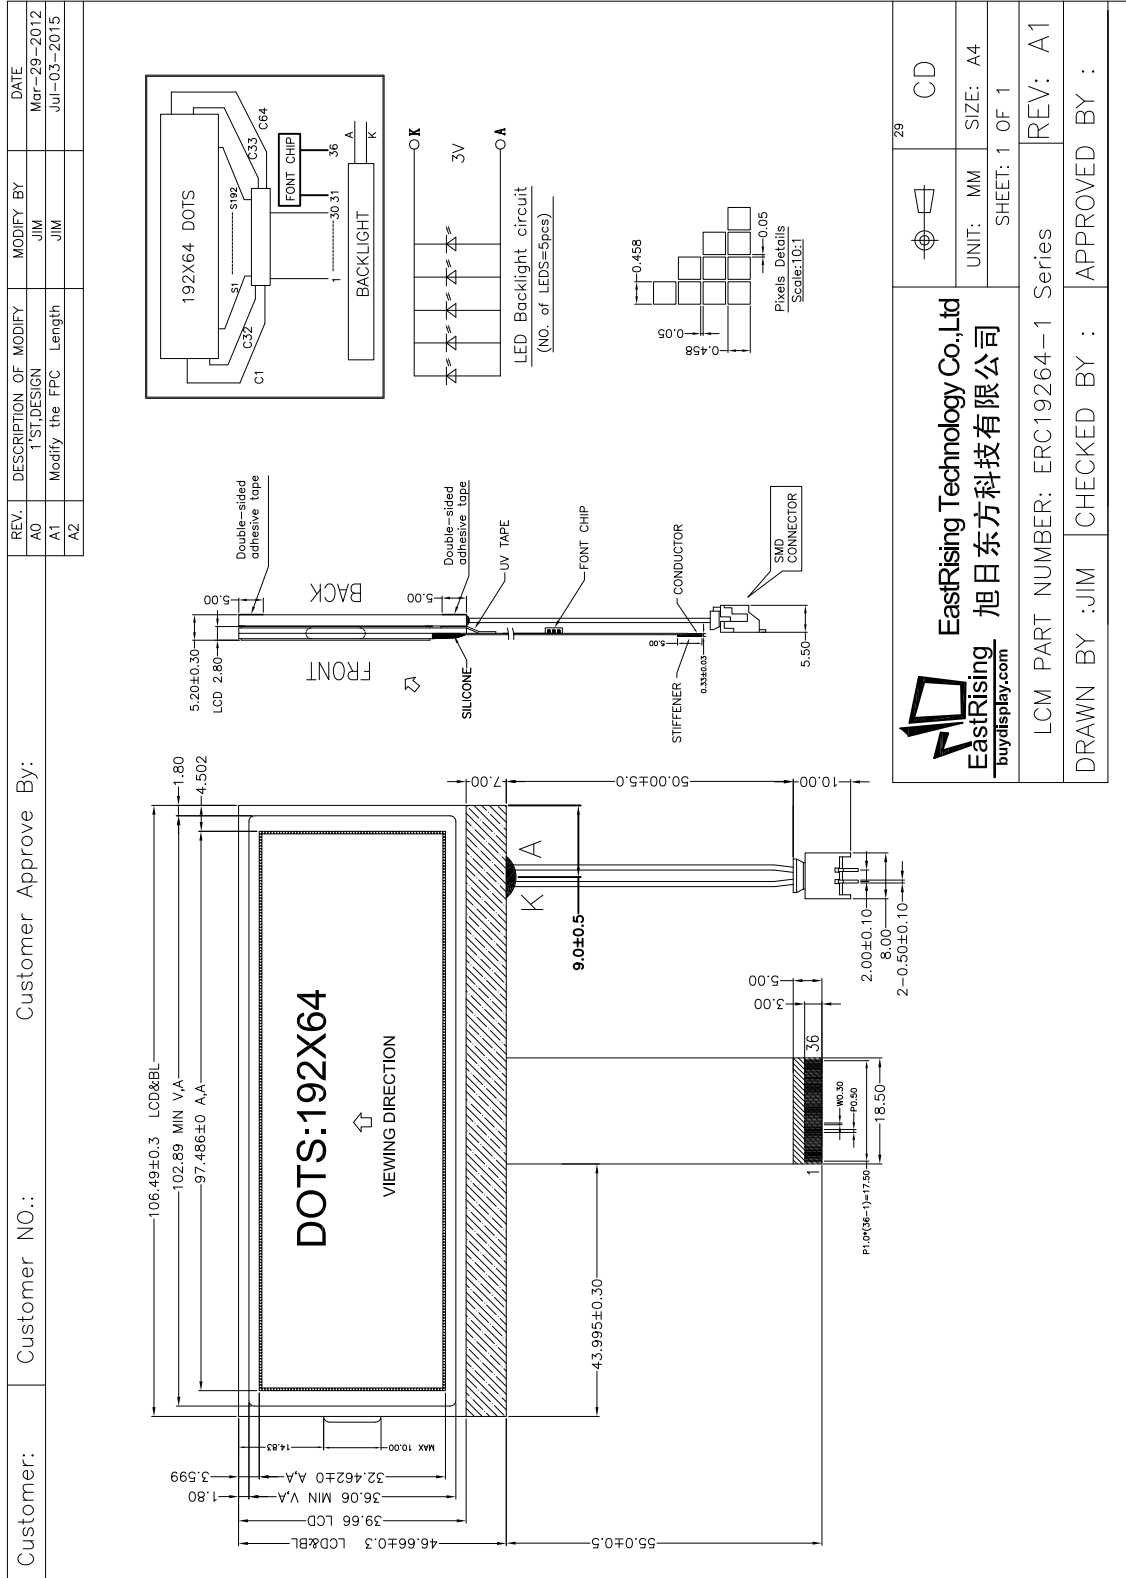 Customer:
Customer NO.:
Customer Approve By:
REV. DESCRIPTION OF MODIFY MODIFY BY DATE
A0 1'ST,DESIGN JIM Mar-29-2012
A1 Modify the FPC Length JIM Jul-03-2015
A2
106.49±0.3 LCD&BL
102.89 MIN V,A
97.486±0 A,A
1.80
4.502
3.599
1.80
32.462±0 A,A
36.06 MIN V,A
39.66 LCD
46.66±0.3 LCD&BL
14.83
MAX 10.00
DOTS:192X64
VIEWING DIRECTION
7.00
50.00±5.0
10.00
55.0±0.5
K A
9.0±0.5
2.00±0.10
8.00
2-0.50±0.10
43.995±0.30
5.00
3.00
1 36
W0.30
P0.50
P1.0*(36-1)=17.50
18.50
5.20±0.30
LCD 2.80
5.00
5.00
FRONT
BACK
Double-sided
adhesive tape
Double-sided
adhesive tape
UV TAPE
FONT CHIP
SILICONE
STIFFENER
CONDUCTOR
5.00
0.33±0.03
SMD
CONNECTOR
5.50
192X64 DOTS
S1 S192
C32
C1
C33
C64
FONT CHIP
1 30 31 36
BACKLIGHT
A
K
K
3V
A
LED Backlight circuit
(NO. of LEDS=5pcs)
0.458
0.05
0.05
0.458
Pixels Details
Scale:10:1
EastRising
buydisplay.com
EastRising Technology Co.,Ltd
旭日东方科技有限公司
29
CD
UNIT: MM
SIZE: A4
SHEET: 1 OF 1
LCM PART NUMBER: ERC19264-1 Series
REV: A1
DRAWN BY :JIM
CHECKED BY :
APPROVED BY :